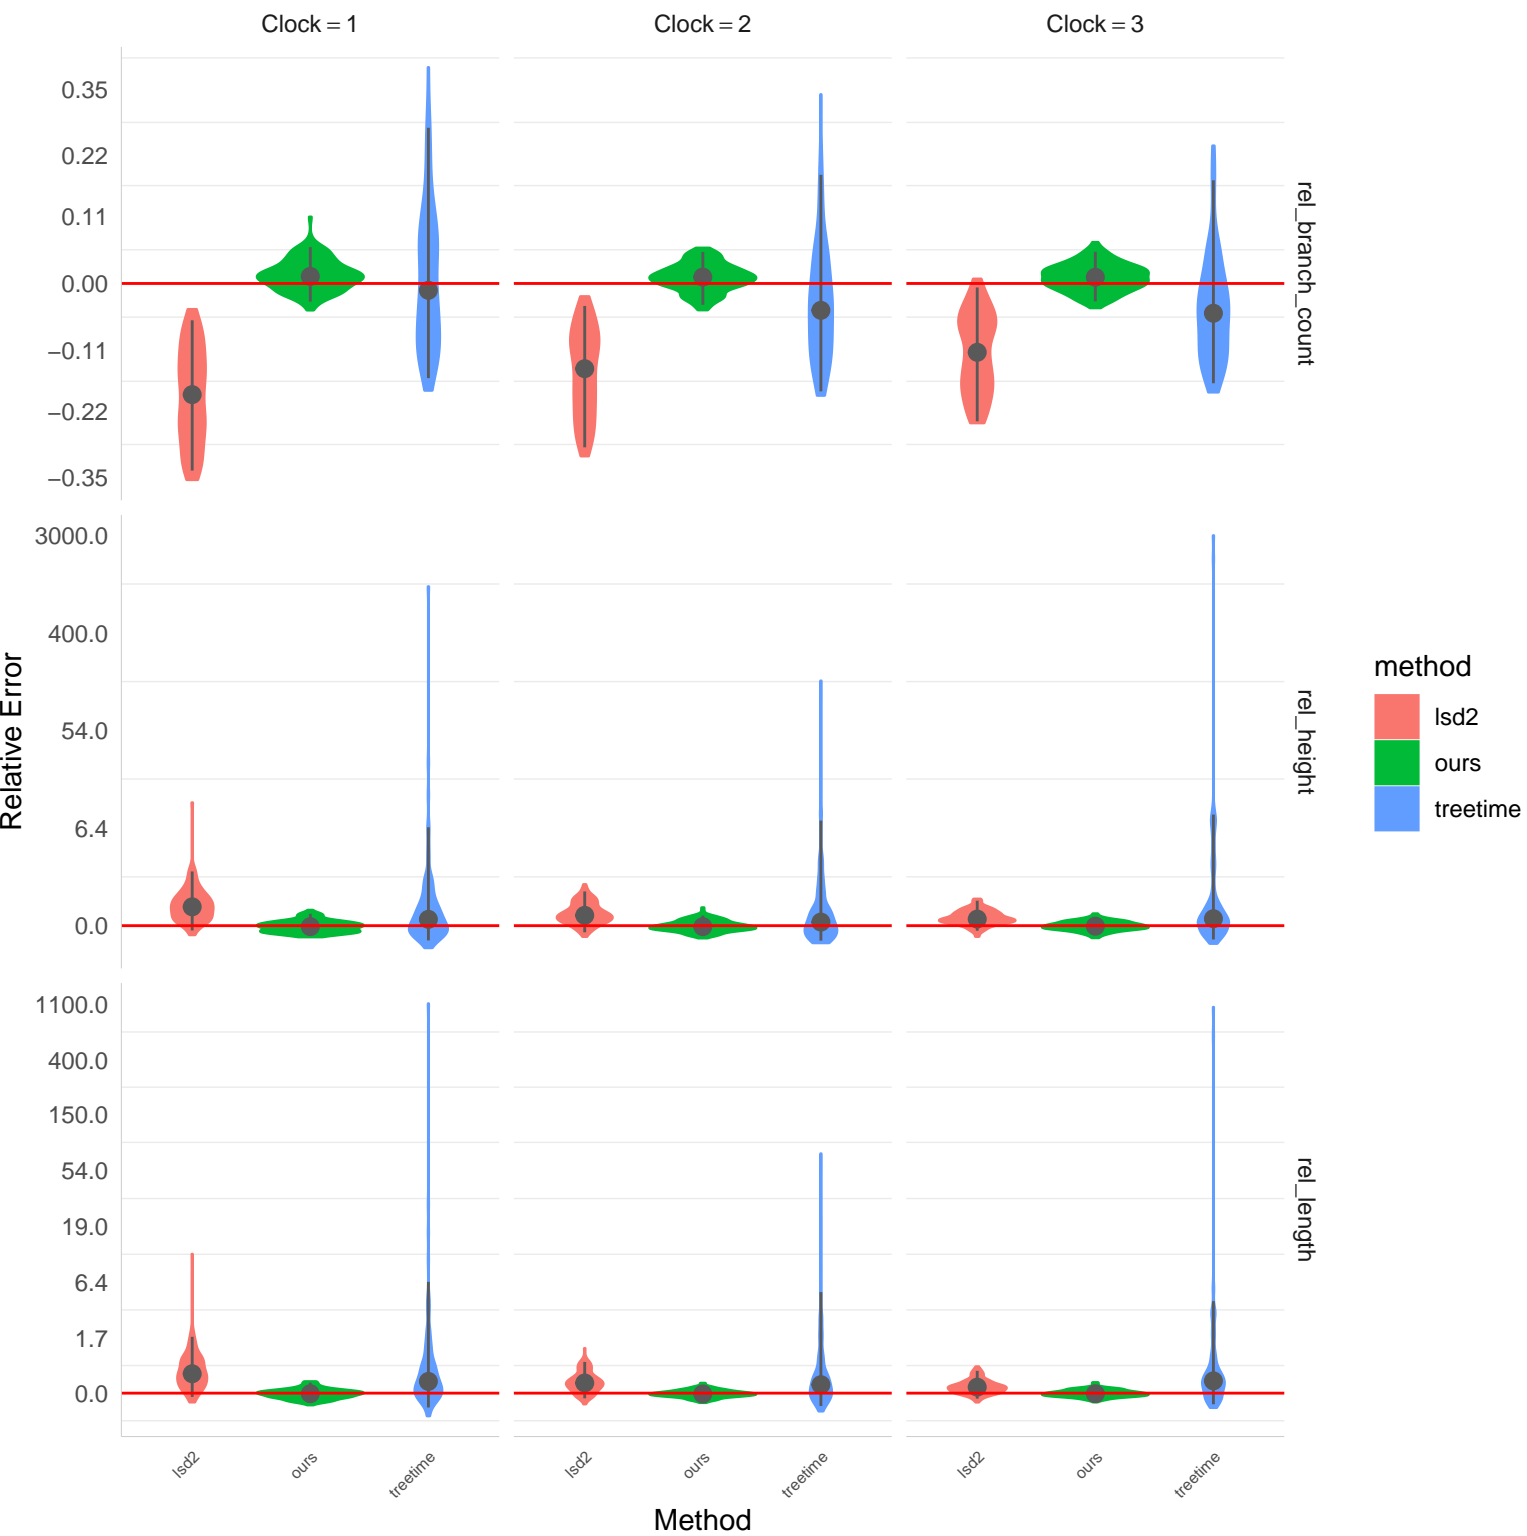 Clock = 1
Clock = 2
Clock = 3
0.35
0.22
0.11
0.00
−0.11
−0.22
−0.35
rel_branch_count
3000.0
400.0
54.0
6.4
0.0
rel_height
1100.0
400.0
150.0
54.0
19.0
6.4
1.7
0.0
rel_length
Relative Error
lsd2
ours
treetime
lsd2
ours
treetime
lsd2
ours
treetime
Method
method
lsd2
ours
treetime